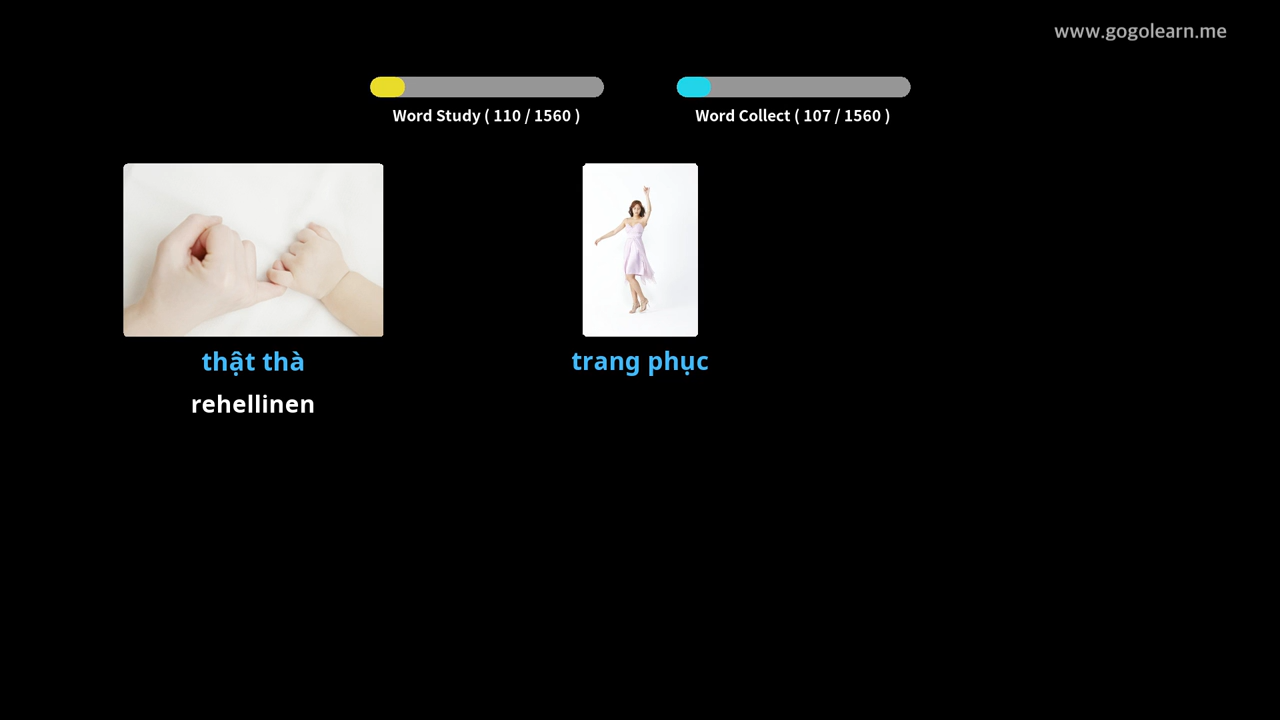 www.gogolearn.me
Word Study ( 110 / 1560 )
Word Collect ( 107 / 1560 )
thật thà
trang phục
rehellinen